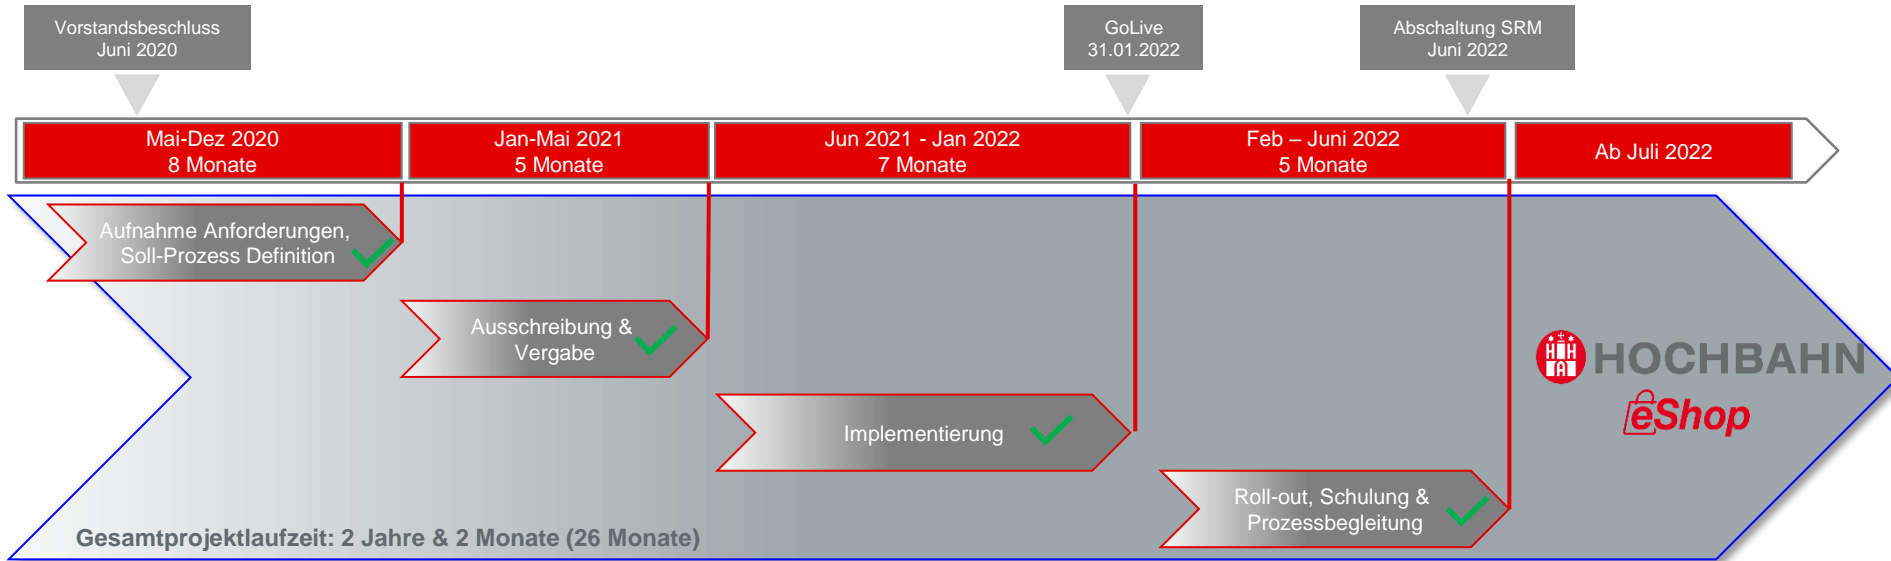 Vorstandsbeschluss
Juni 2020
GoLive
31.01.2022
Abschaltung SRM
Juni 2022
Mai-Dez 2020
8 Monate
Jan-Mai 2021
5 Monate
Jun 2021 - Jan 2022
7 Monate
Feb – Juni 2022
5 Monate
Ab Juli 2022
Aufnahme Anforderungen,
Soll-Prozess Definition
Ausschreibung &
Vergabe
Implementierung
Roll-out, Schulung &
Prozessbegleitung
HHA
HOCHBAHN
eShop
Gesamtprojektlaufzeit: 2 Jahre & 2 Monate (26 Monate)